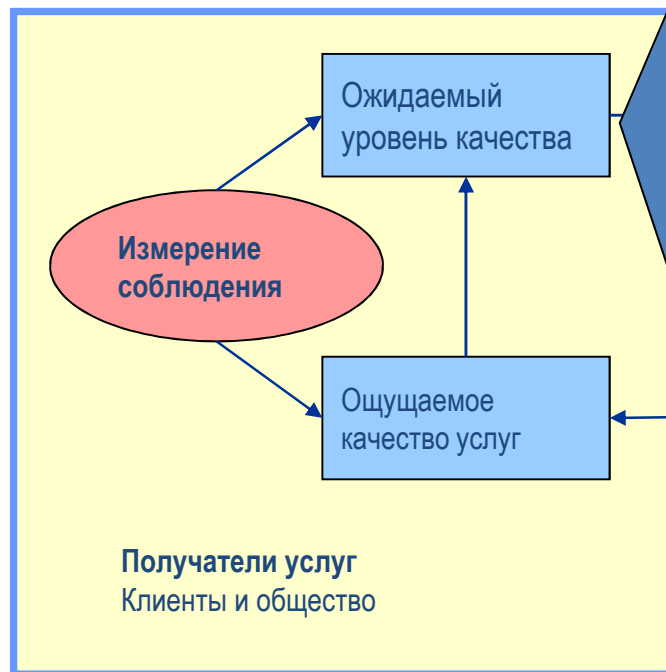 Ожидаемый
уровень качества
Измерение
соблюдения
Ощущаемое
качество услуг
Получатели услуг
Клиенты и общество